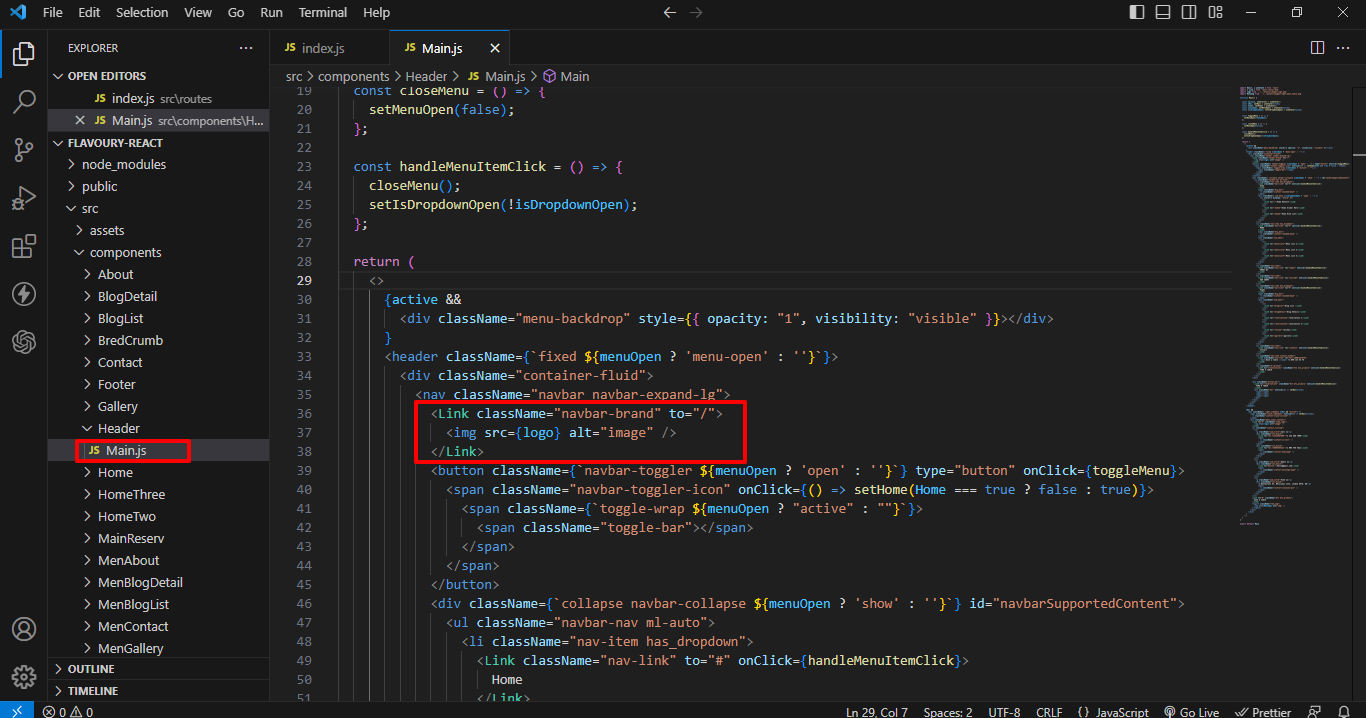 File Edit Selection View Go Run Terminal Help
EXPLORER
OPEN EDITORS
JS index.js src\routes
JS Main.js src\components\H...
FLAVOURY-REACT
node_modules
public
src
assets
components
About
BlogDetail
BlogList
BredCrumb
Contact
Footer
Gallery
Header
JS Main.js
Home
HomeThree
HomeTwo
MainReserv
MenAbout
MenBlogDetail
MenBlogList
MenContact
MenGallery
OUTLINE
TIMELINE
JS index.js
JS Main.js
src > components > Header > JS Main.js > Main
19 const closeMenu = () => {
20 setMenuOpen(false);
21 };
22
23 const handleMenuItemClick = () => {
24 closeMenu();
25 setIsDropdownOpen(!isDropdownOpen);
26 };
27
28 return (
29 <>
30 {active &&
31 <div className="menu-backdrop" style={{ opacity: "1", visibility: "visible" }}></div>
32 }
33 <header className={`fixed ${menuOpen ? 'menu-open' : ''}`}>
34 <div className="container-fluid">
35 <nav className="navbar navbar-expand-lg">
36 <Link className="navbar-brand" to="/">
37 <img src={logo} alt="image" />
38 </Link>
39 <button className={`navbar-toggler ${menuOpen ? 'open' : ''}`} type="button" onClick={toggleMenu}>
40 <span className="navbar-toggler-icon" onClick={() => setHome(Home === true ? false : true)}>
41 <span className={`toggle-wrap ${menuOpen ? "active" : ""}`}>
42 <span className="toggle-bar"></span>
43 </span>
44 </span>
45 </button>
46 <div className={`collapse navbar-collapse ${menuOpen ? 'show' : ''}`} id="navbarSupportedContent">
47 <ul className="navbar-nav ml-auto">
48 <li className="nav-item has_dropdown">
49 <Link className="nav-link" to="#" onClick={handleMenuItemClick}>
50 Home
51 </Link>
0 0 Ln 29, Col 7 Spaces: 2 UTF-8 CRLF {} JavaScript Go Live Prettier